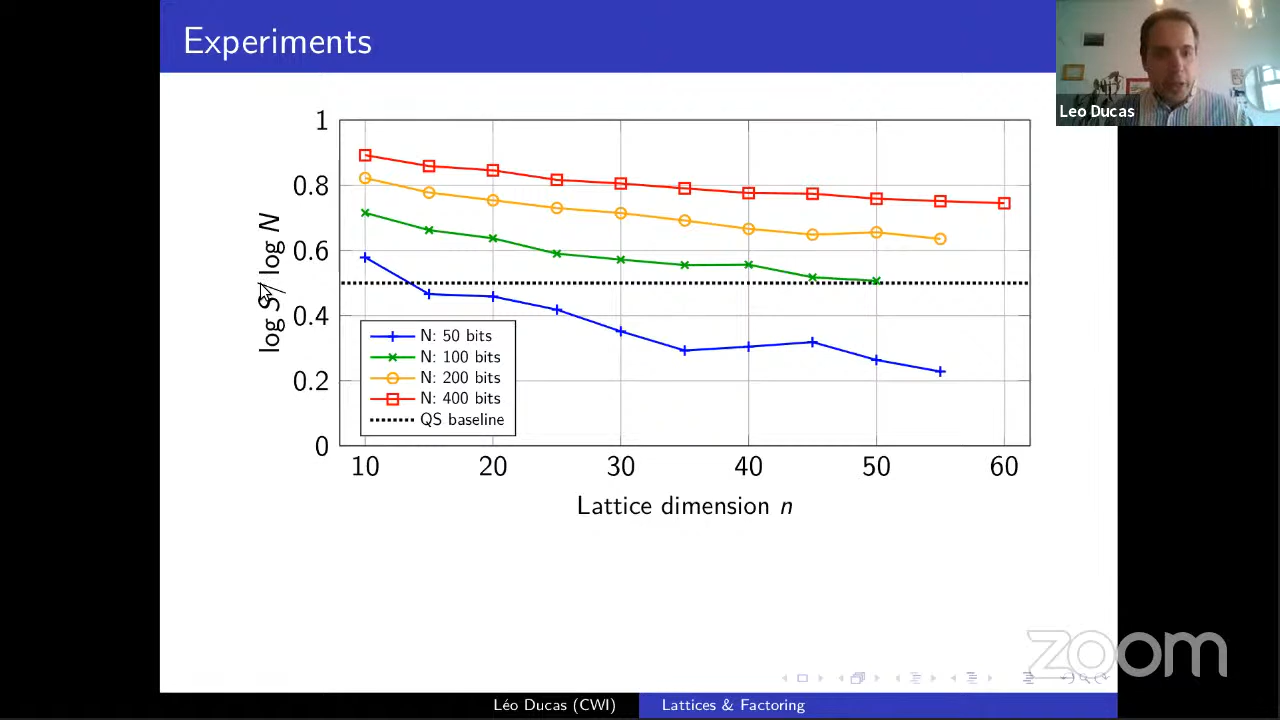 Experiments
Leo Ducas
log S / log N
1
0.8
0.6
0.4
0.2
0
N: 50 bits
N: 100 bits
N: 200 bits
N: 400 bits
QS baseline
10 20 30 40 50 60
Lattice dimension n
zoom
Léo Ducas (CWI) Lattices & Factoring